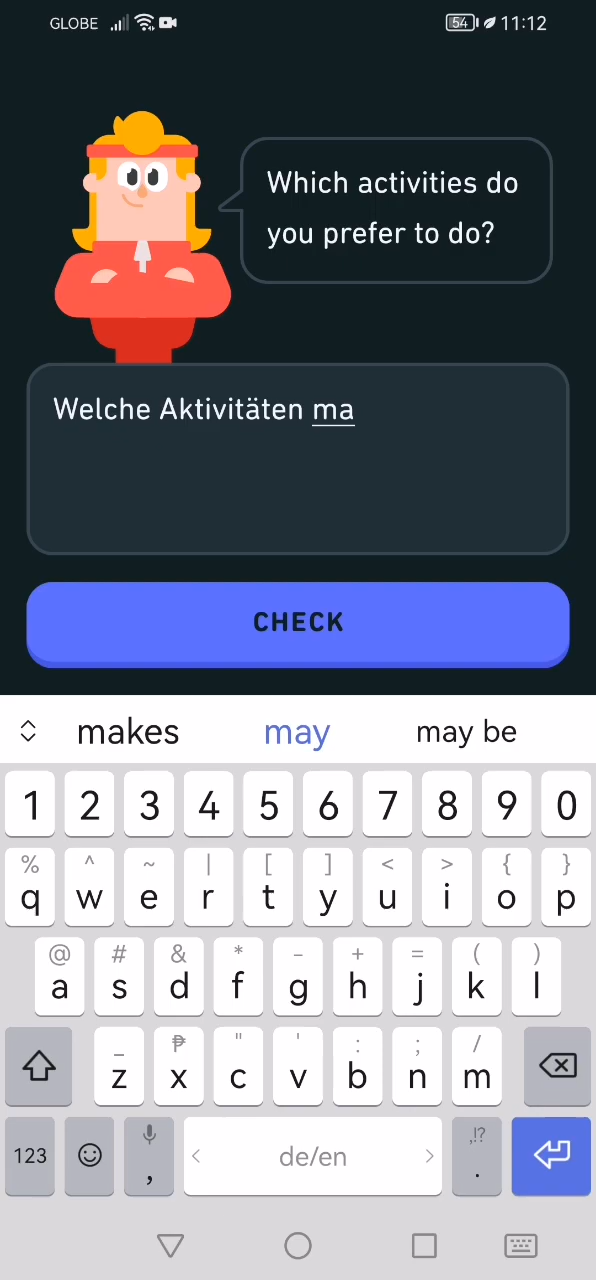 GLOBE 54 11:12
Which activities do
you prefer to do?
Welche Aktivitäten ma
CHECK
makes may may be
1 2 3 4 5 6 7 8 9 0
% ^ ~ | [ ] < > { }
q w e r t y u i o p
@ # & * - + = ( )
a s d f g h j k l
_ ₱ " ' : ; /
z x c v b n m
,!?
123 , < de/en > .